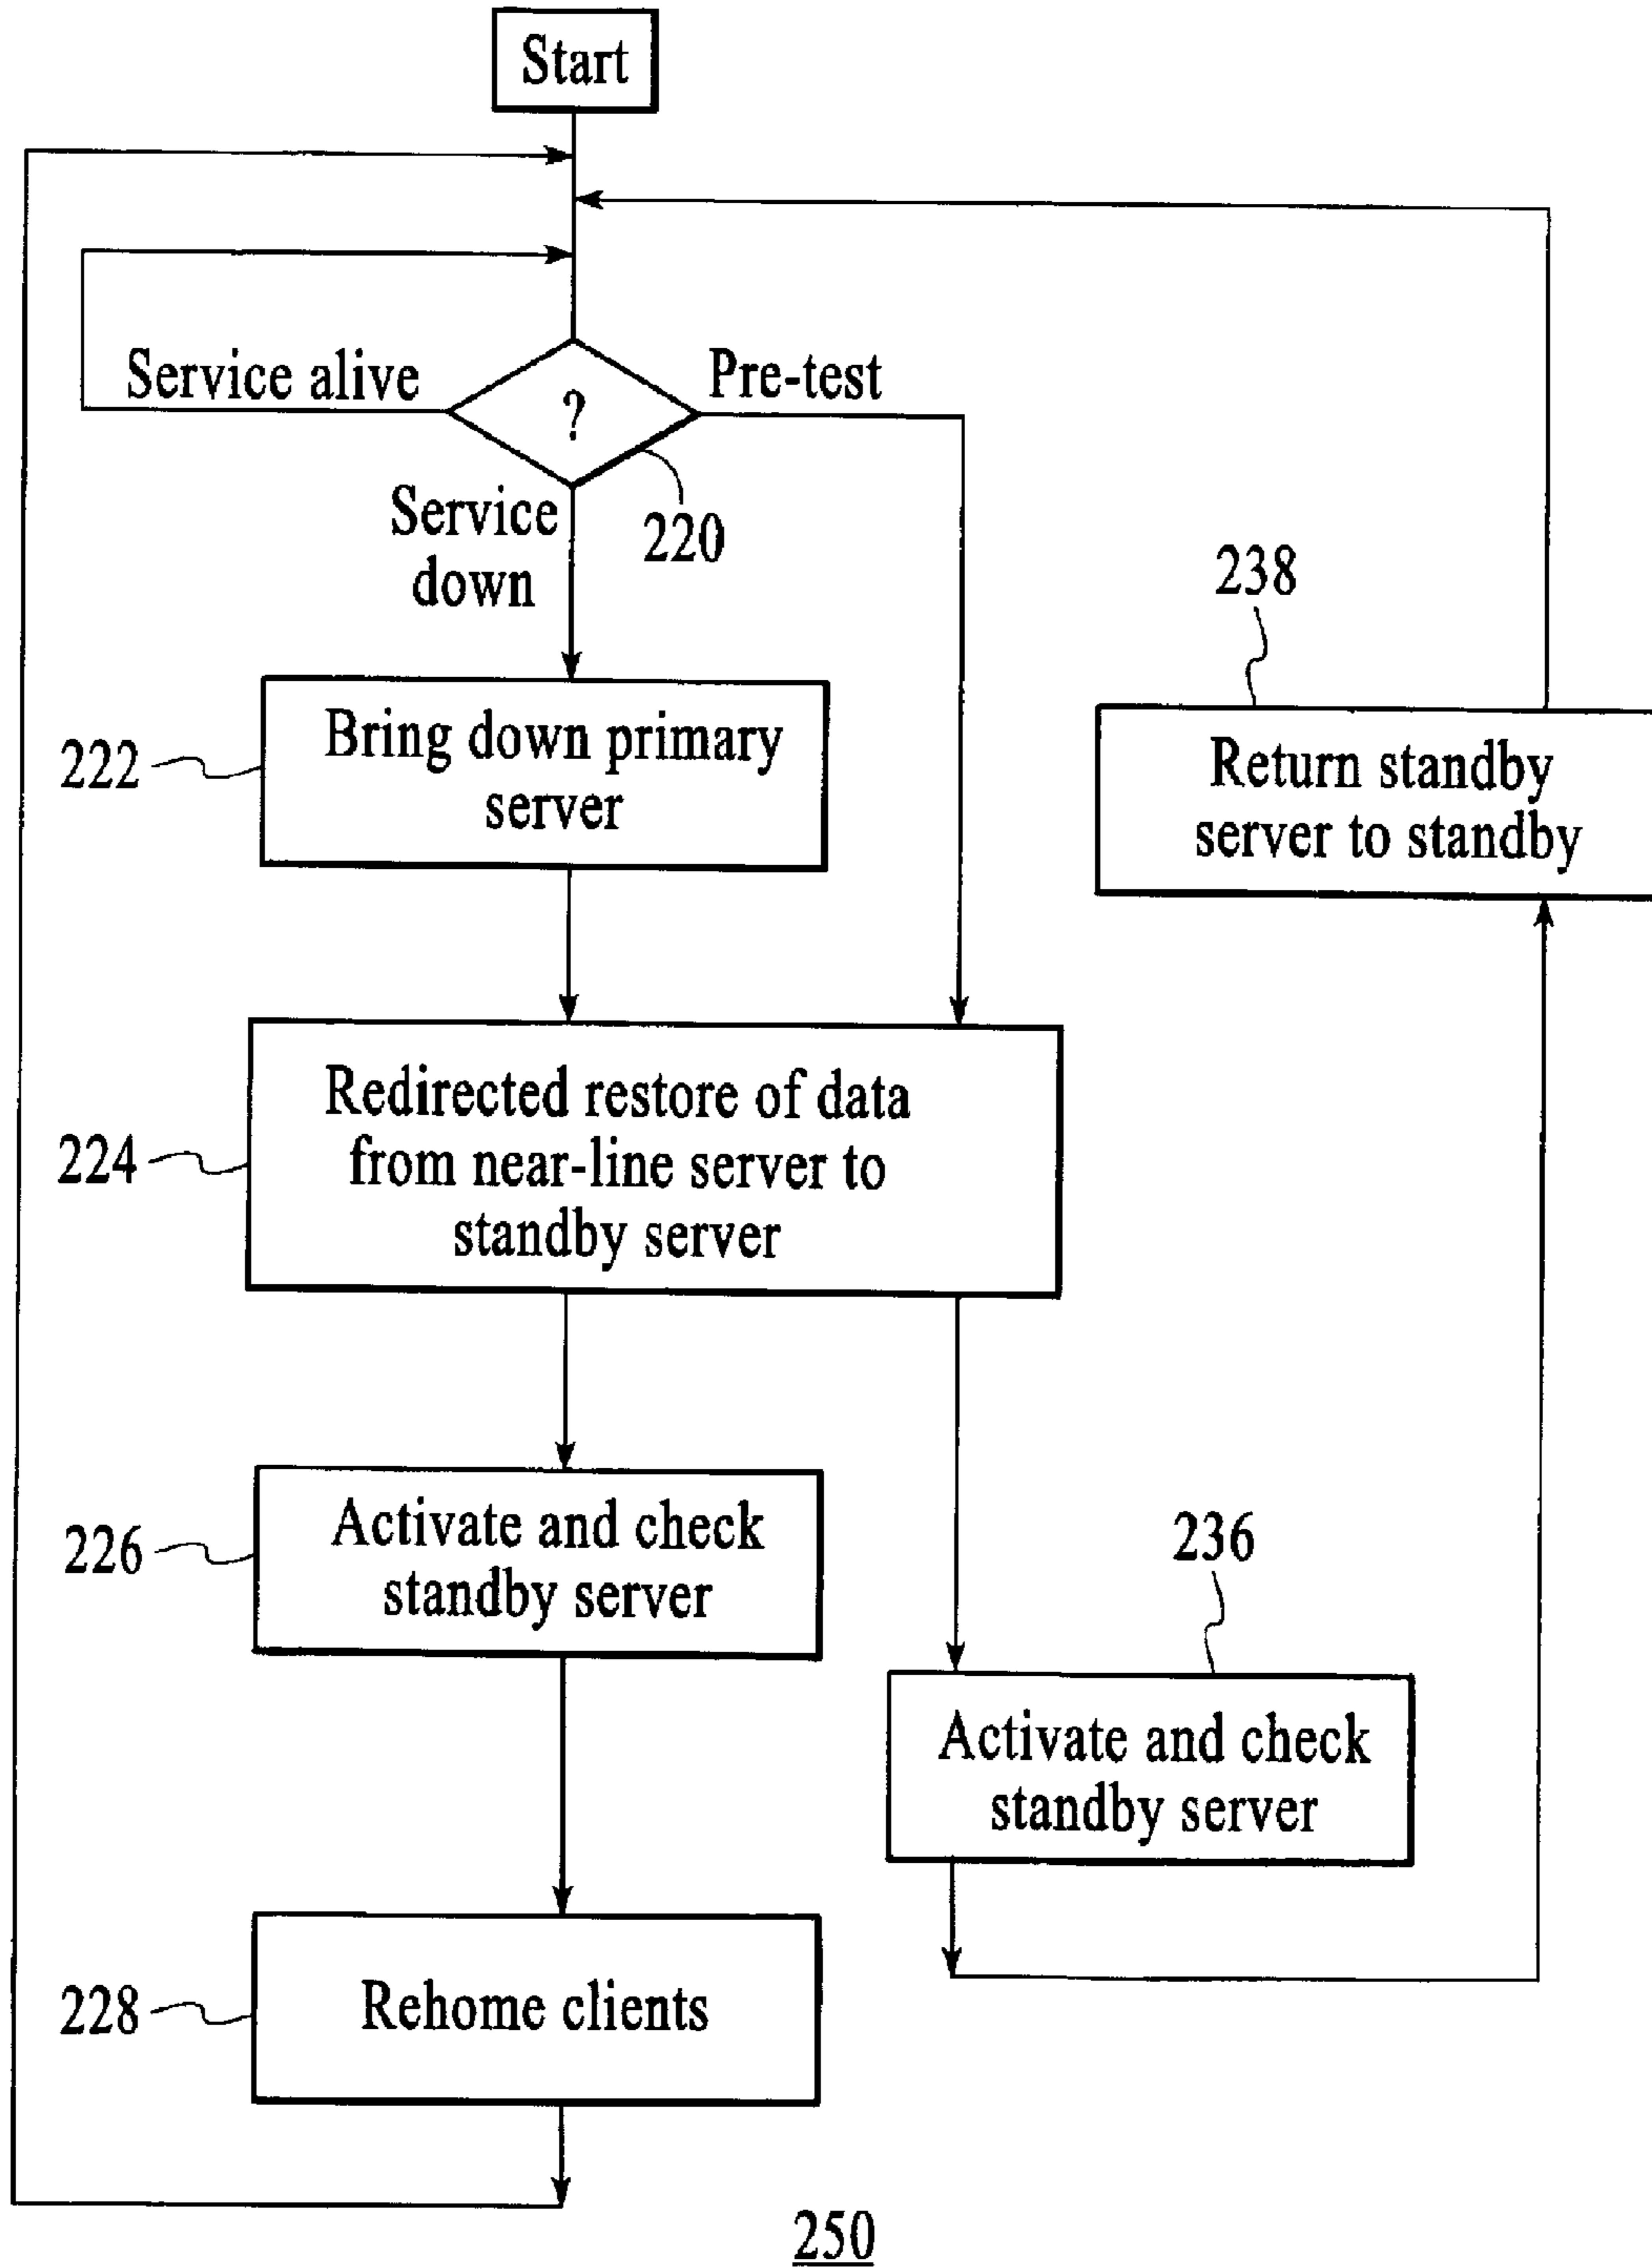 Start
Service alive
?
Pre-test
Service
down
220
238
222
Bring down primary
server
Return standby
server to standby
224
Redirected restore of data
from near-line server to
standby server
226
Activate and check
standby server
236
Activate and check
standby server
228
Rehome clients
250